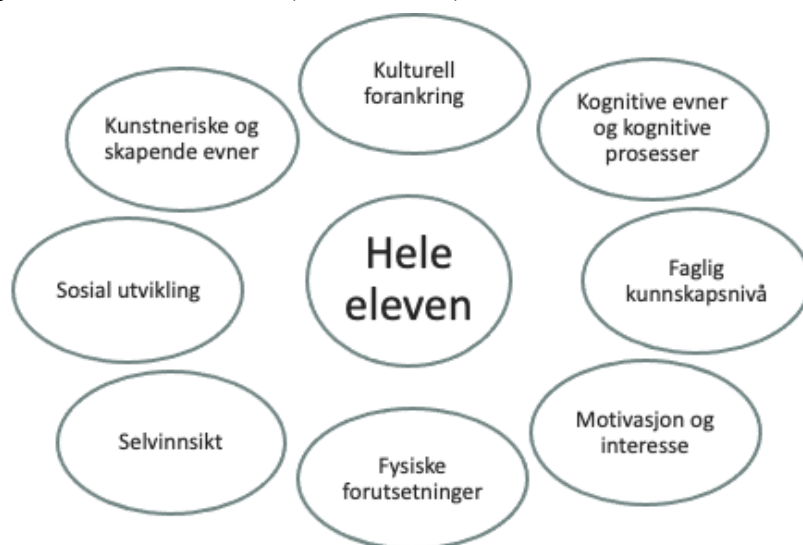 Kulturell
forankring
Kunstneriske og
skapende evner
Kognitive evner
og kognitive
prosesser
Hele
eleven
Sosial utvikling
Faglig
kunnskapsnivå
Selvinnsikt
Motivasjon og
interesse
Fysiske
forutsetninger